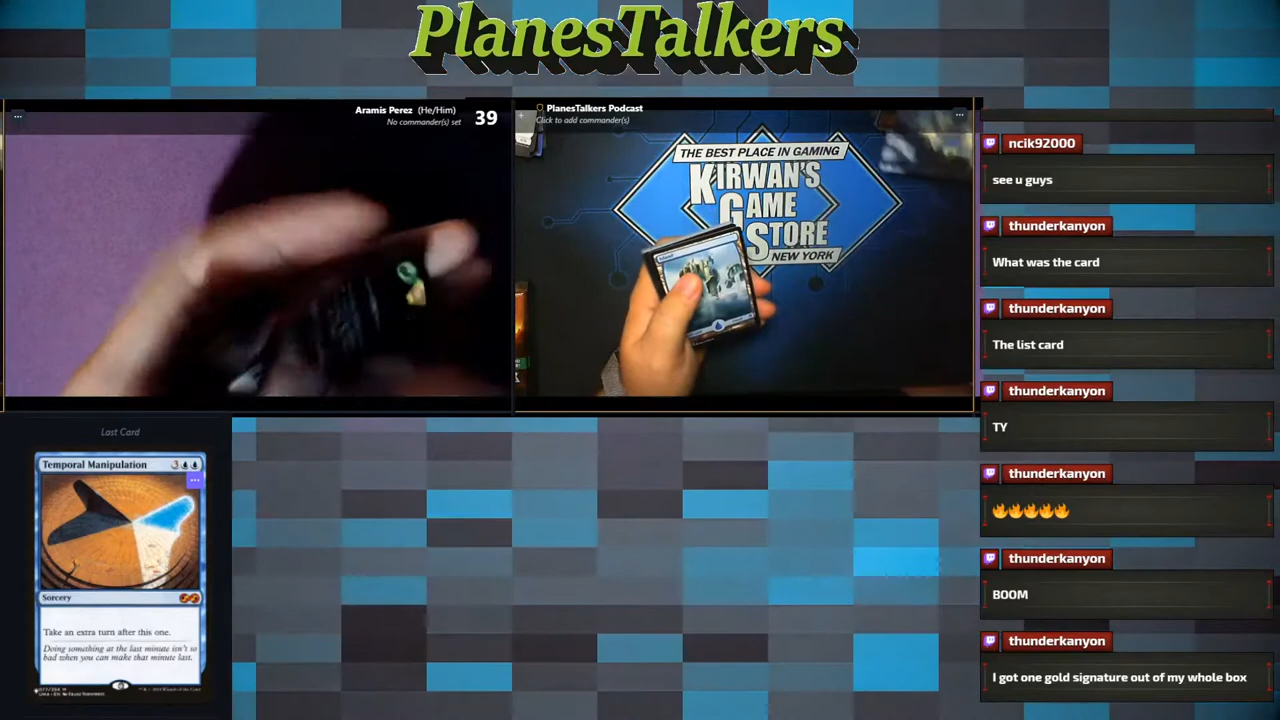 PlanesTalkers
Aramis Perez (He/Him)
No commander(s) set
39
PlanesTalkers Podcast
Click to add commander(s)
THE BEST PLACE IN GAMING
KIRWAN'S
GAME
STORE
NEW YORK
Island
Last Card
Temporal Manipulation 3
Sorcery
Take an extra turn after this one.
Doing something at the last minute isn't so
bad when you can make that minute last.
ncik92000
see u guys
thunderkanyon
What was the card
thunderkanyon
The list card
thunderkanyon
TY
thunderkanyon
🔥🔥🔥🔥🔥
thunderkanyon
BOOM
thunderkanyon
I got one gold signature out of my whole box